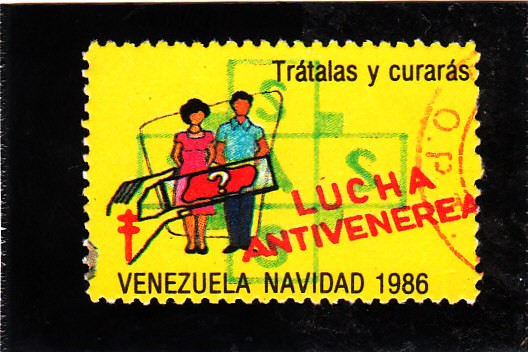 Trátalas y curarás
S
S
?
LUCHA
ANTIVENEREA
S
VENEZUELA NAVIDAD 1986